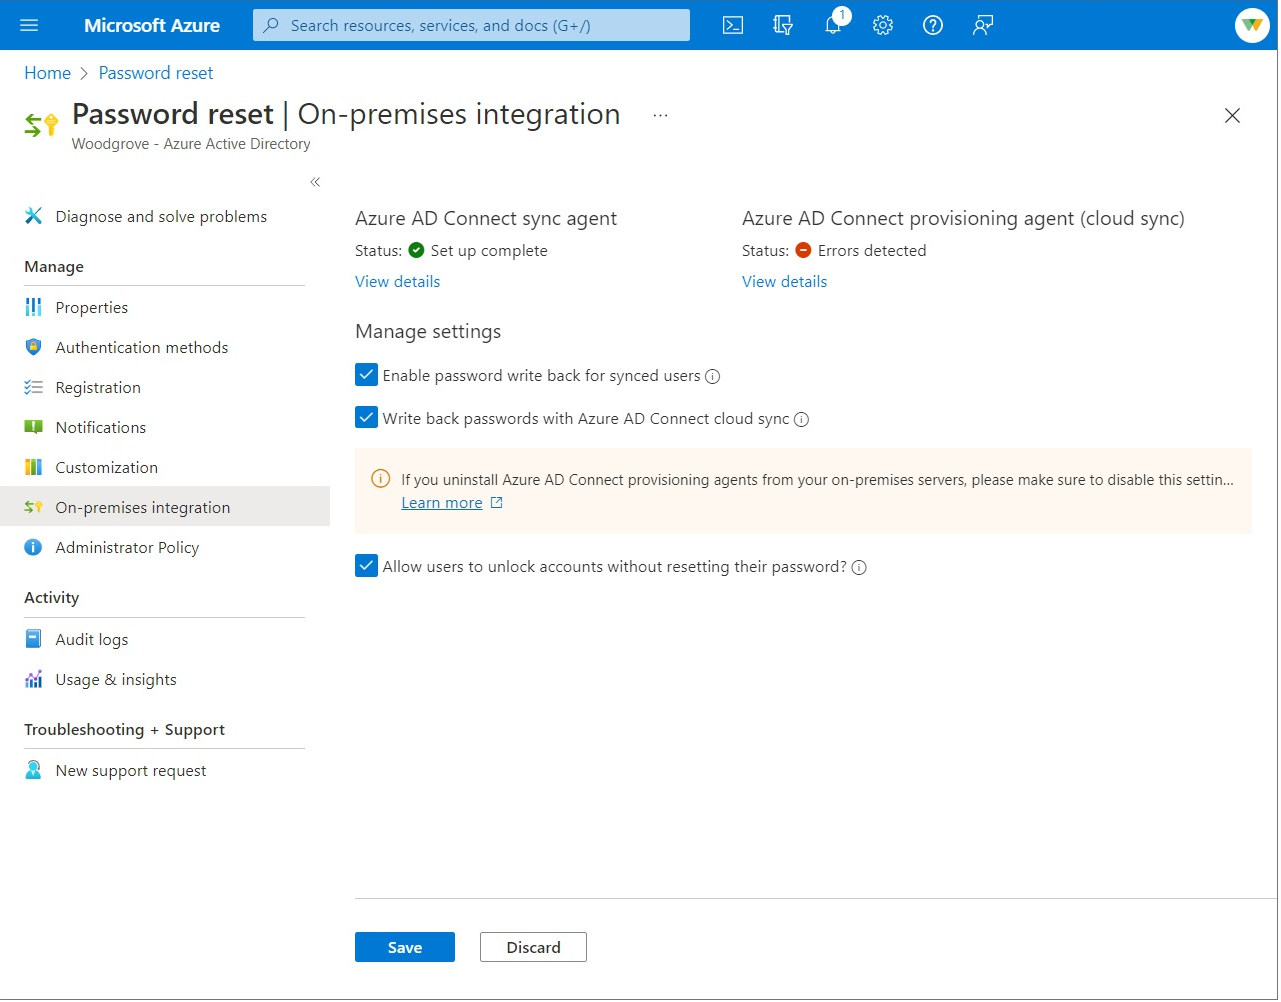 Microsoft Azure
Search resources, services, and docs (G+/)
1
Home > Password reset
Password reset | On-premises integration ...
Woodgrove - Azure Active Directory
«
Diagnose and solve problems
Manage
Properties
Authentication methods
Registration
Notifications
Customization
On-premises integration
Administrator Policy
Activity
Audit logs
Usage & insights
Troubleshooting + Support
New support request
Azure AD Connect sync agent
Status: Set up complete
View details
Azure AD Connect provisioning agent (cloud sync)
Status: Errors detected
View details
Manage settings
Enable password write back for synced users
Write back passwords with Azure AD Connect cloud sync
If you uninstall Azure AD Connect provisioning agents from your on-premises servers, please make sure to disable this settin...
Learn more
Allow users to unlock accounts without resetting their password?
Save
Discard